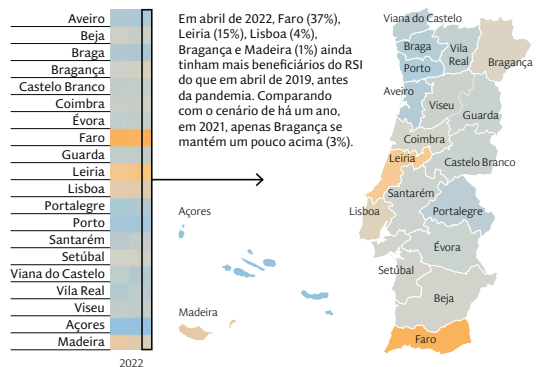 Aveiro
Beja
Braga
Bragança
Castelo Branco
Coimbra
Évora
Faro
Guarda
Leiria
Lisboa
Portalegre
Porto
Santarém
Setúbal
Viana do Castelo
Vila Real
Viseu
Açores
Madeira
2022
Em abril de 2022, Faro (37%),
Leiria (15%), Lisboa (4%),
Bragança e Madeira (1%) ainda
tinham mais beneficiários do RSI
do que em abril de 2019, antes
da pandemia. Comparando
com o cenário de há um ano,
em 2021, apenas Bragança se
mantém um pouco acima (3%).
Açores
Madeira
Viana do Castelo
Braga
Vila
Real
Bragança
Porto
Aveiro
Viseu
Guarda
Coimbra
Leiria
Castelo Branco
Santarém
Lisboa
Portalegre
Évora
Setúbal
Beja
Faro